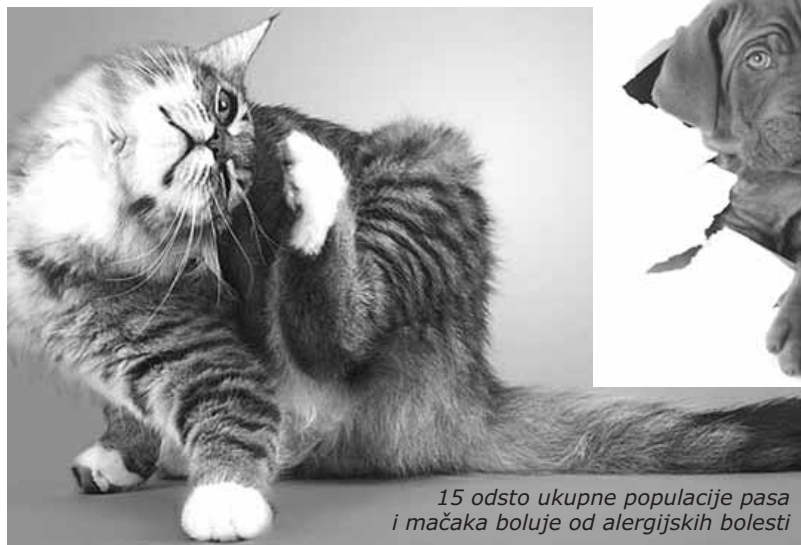 15 odsto ukupne populacije pasa
i mačaka boluje od alergijskih bolesti